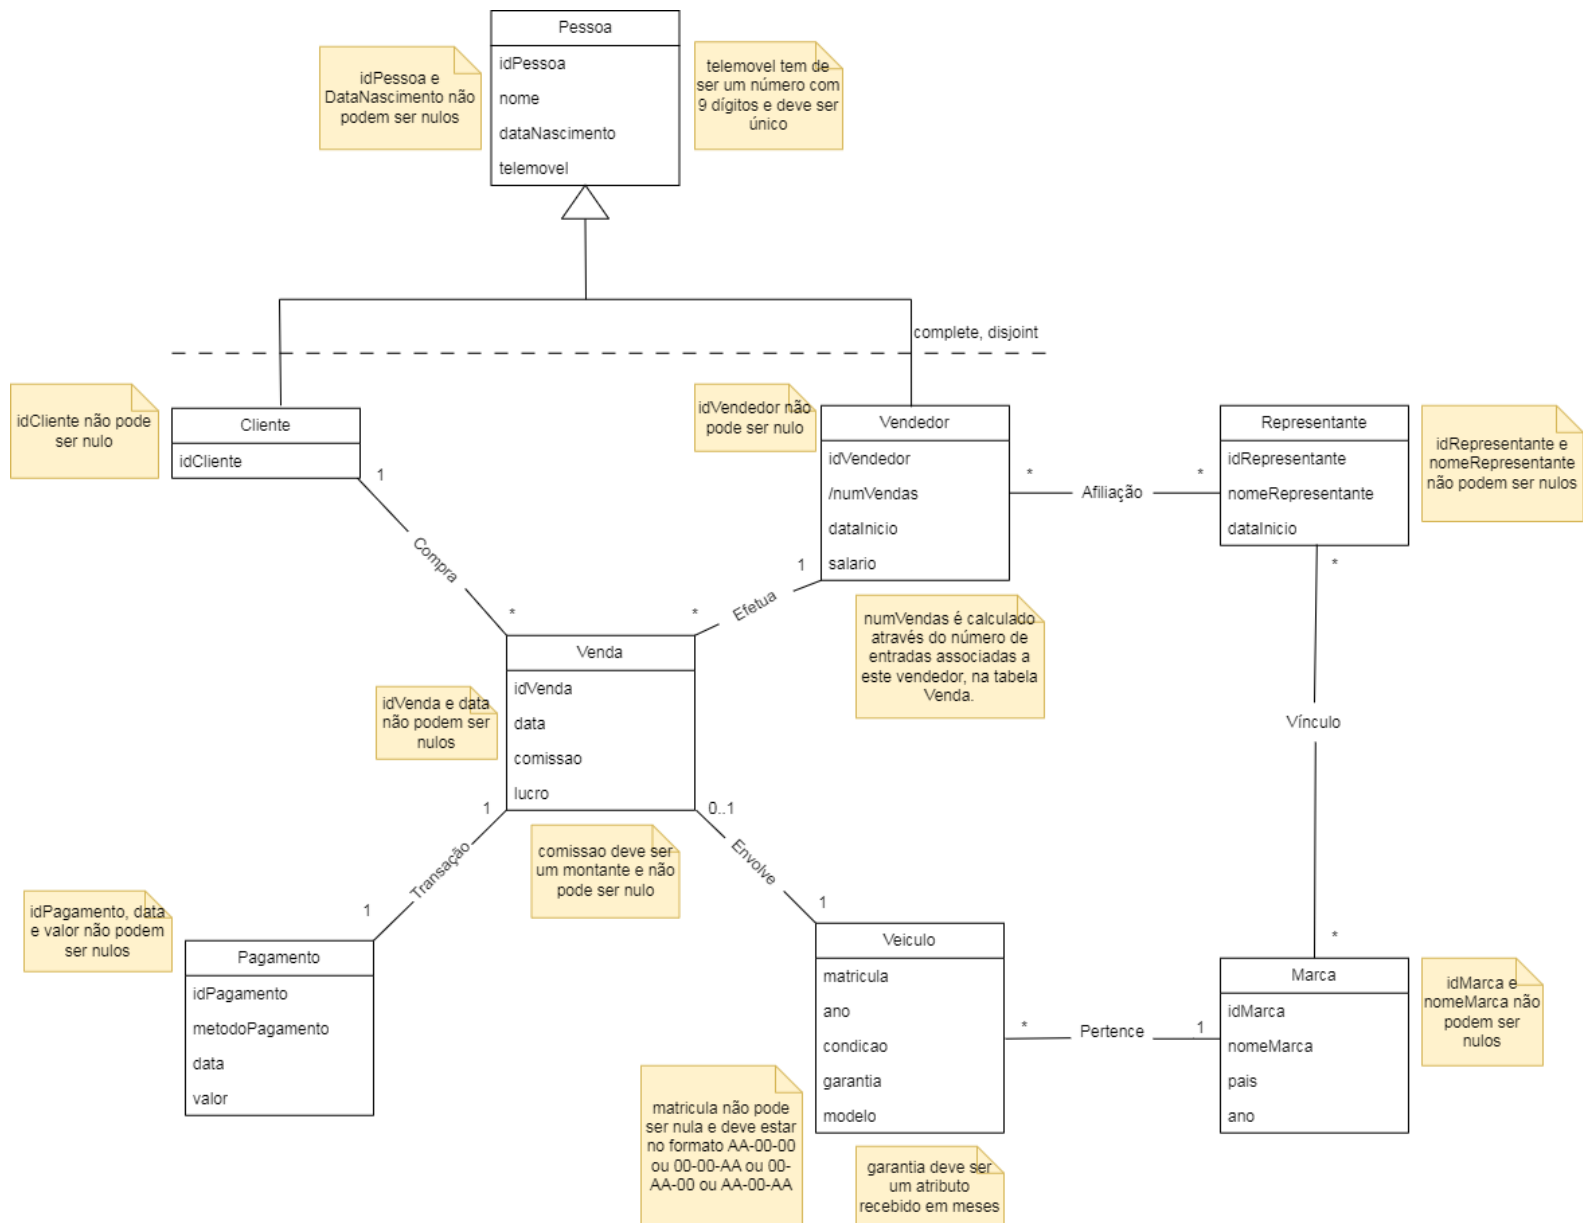 Pessoa
idPessoa
nome
dataNascimento
telemovel
idPessoa e
DataNascimento não
podem ser nulos
telemovel tem de
ser um número com
9 dígitos e deve ser
único
complete, disjoint
idCliente não pode
ser nulo
Cliente
idCliente
idVendedor não
pode ser nulo
Vendedor
idVendedor
/numVendas
dataInicio
salario
*
Afiliação
*
Representante
idRepresentante
nomeRepresentante
dataInicio
idRepresentante e
nomeRepresentante
não podem ser nulos
1
Compra
*
1
Efetua
*
numVendas é calculado
através do número de
entradas associadas a
este vendedor, na tabela
Venda.
*
Vínculo
*
idVenda e data
não podem ser
nulos
Venda
idVenda
data
comissao
lucro
1
Transação
1
0..1
Envolve
1
comissao deve ser
um montante e não
pode ser nulo
idPagamento, data
e valor não podem
ser nulos
Pagamento
idPagamento
metodoPagamento
data
valor
Veiculo
matricula
ano
condicao
garantia
modelo
*
Pertence
1
Marca
idMarca
nomeMarca
pais
ano
idMarca e
nomeMarca não
podem ser
nulos
matricula não pode
ser nula e deve estar
no formato AA-00-00
ou 00-00-AA ou 00-
AA-00 ou AA-00-AA
garantia deve ser
um atributo
recebido em meses